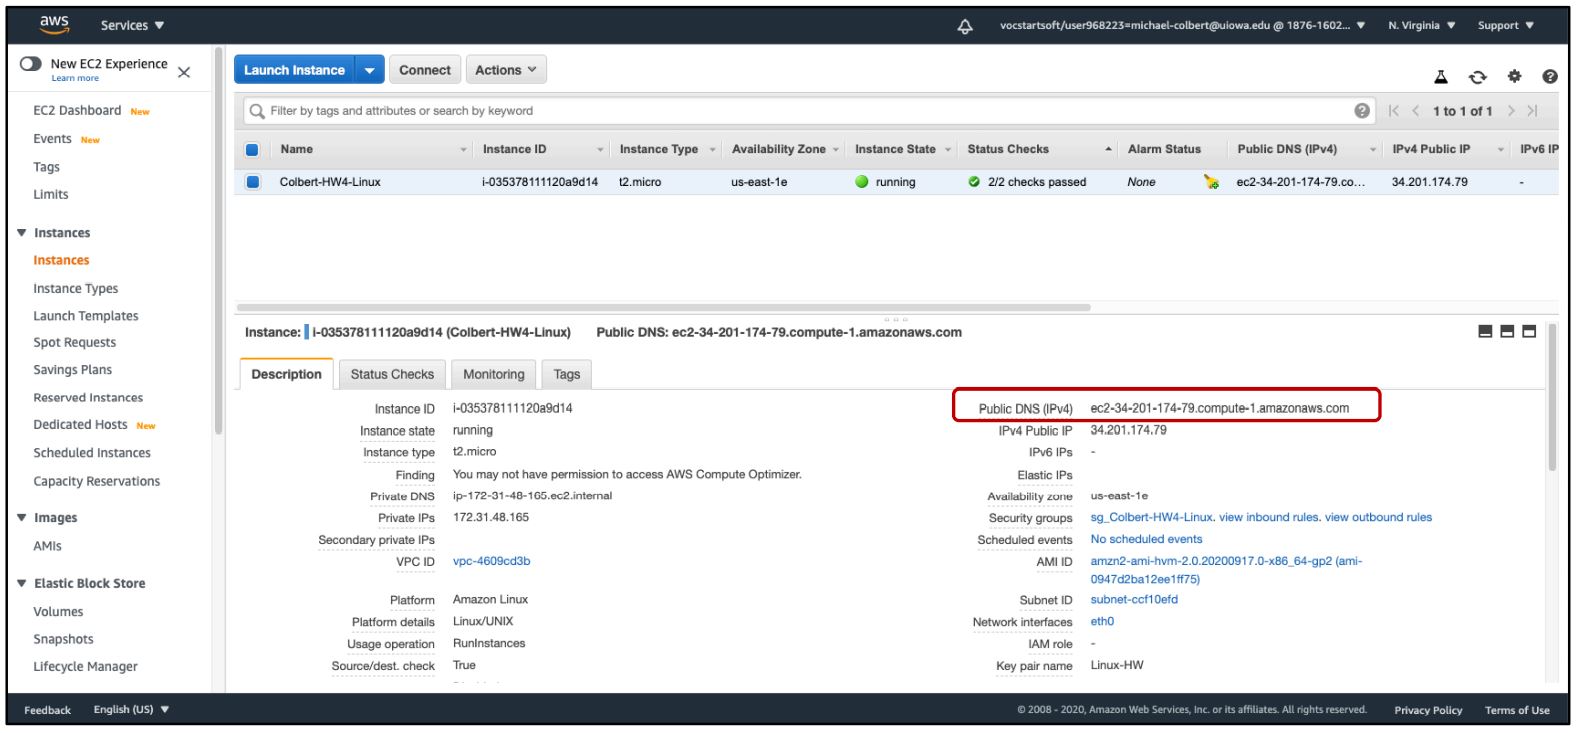 aws Services vocstartsoft/user968223=michael-colbert@uiowa.edu @ 1876-1602... N. Virginia Support
New EC2 Experience
Learn more
EC2 Dashboard New
Events New
Tags
Limits
Instances
Instances
Instance Types
Launch Templates
Spot Requests
Savings Plans
Reserved Instances
Dedicated Hosts New
Scheduled Instances
Capacity Reservations
Images
AMIs
Elastic Block Store
Volumes
Snapshots
Lifecycle Manager
Launch Instance Connect Actions
Filter by tags and attributes or search by keyword 1 to 1 of 1
Name Instance ID Instance Type Availability Zone Instance State Status Checks Alarm Status Public DNS (IPv4) IPv4 Public IP IPv6 IP
Colbert-HW4-Linux i-035378111120a9d14 t2.micro us-east-1e running 2/2 checks passed None ec2-34-201-174-79.co... 34.201.174.79 -
Instance: i-035378111120a9d14 (Colbert-HW4-Linux) Public DNS: ec2-34-201-174-79.compute-1.amazonaws.com
Description Status Checks Monitoring Tags
Instance ID i-035378111120a9d14
Instance state running
Instance type t2.micro
Finding You may not have permission to access AWS Compute Optimizer.
Private DNS ip-172-31-48-165.ec2.internal
Private IPs 172.31.48.165
Secondary private IPs
VPC ID vpc-4609cd3b
Platform Amazon Linux
Platform details Linux/UNIX
Usage operation RunInstances
Source/dest. check True
Public DNS (IPv4) ec2-34-201-174-79.compute-1.amazonaws.com
IPv4 Public IP 34.201.174.79
IPv6 IPs -
Elastic IPs
Availability zone us-east-1e
Security groups sg_Colbert-HW4-Linux. view inbound rules. view outbound rules
Scheduled events No scheduled events
AMI ID amzn2-ami-hvm-2.0.20200917.0-x86_64-gp2 (ami-
0947d2ba12ee1ff75)
Subnet ID subnet-ccf10efd
Network interfaces eth0
IAM role -
Key pair name Linux-HW
Feedback English (US) © 2008 - 2020, Amazon Web Services, Inc. or its affiliates. All rights reserved. Privacy Policy Terms of Use